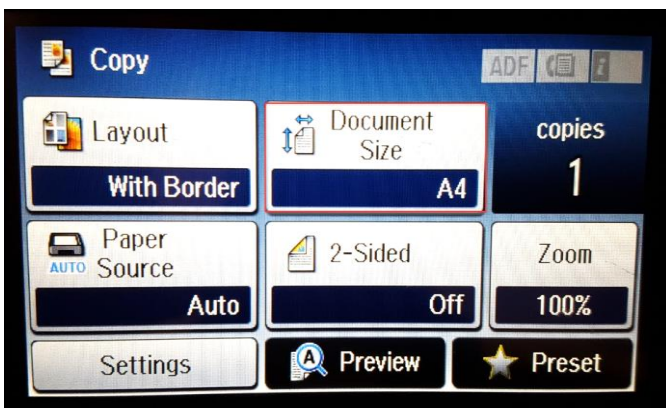 Copy
ADF
Layout
With Border
Document
Size
A4
copies
1
Paper
Source
AUTO
Auto
2-Sided
Off
Zoom
100%
Settings
Preview
Preset